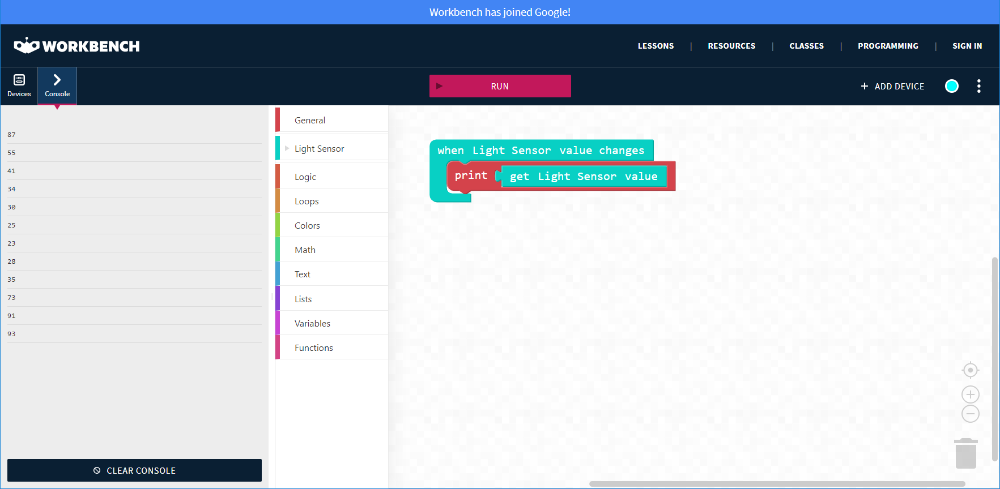 Workbench has joined Google!
WORKBENCH
LESSONS | RESOURCES | CLASSES | PROGRAMMING | SIGN IN
Devices
Console
RUN
+ ADD DEVICE
87
55
41
34
30
25
23
28
35
73
91
93
CLEAR CONSOLE
General
Light Sensor
Logic
Loops
Colors
Math
Text
Lists
Variables
Functions
when Light Sensor value changes
print get Light Sensor value